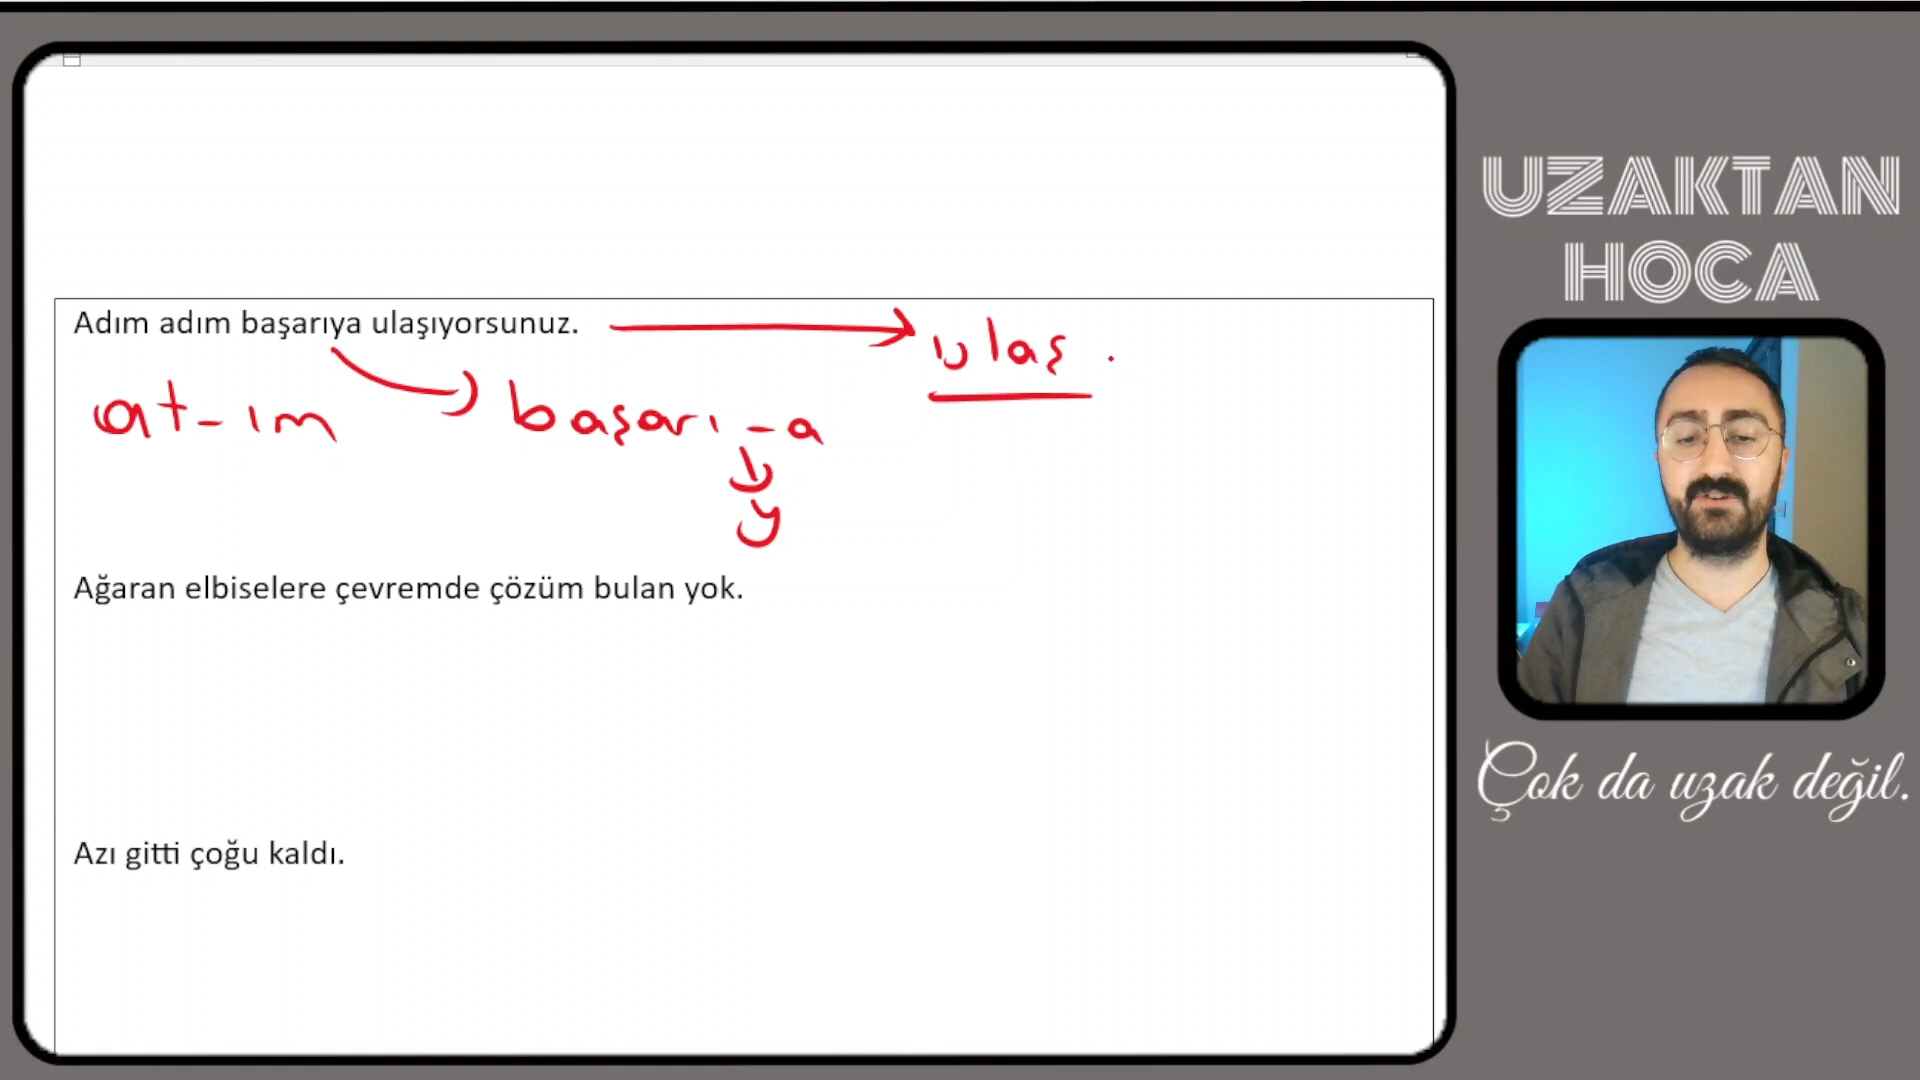 Adım adım başarıya ulaşıyorsunuz.
ulaş
at-ım
başarı-a
y
Ağaran elbiselere çevremde çözüm bulan yok.
Azı gitti çoğu kaldı.
UZAKTAN
HOCA
Çok da uzak değil.